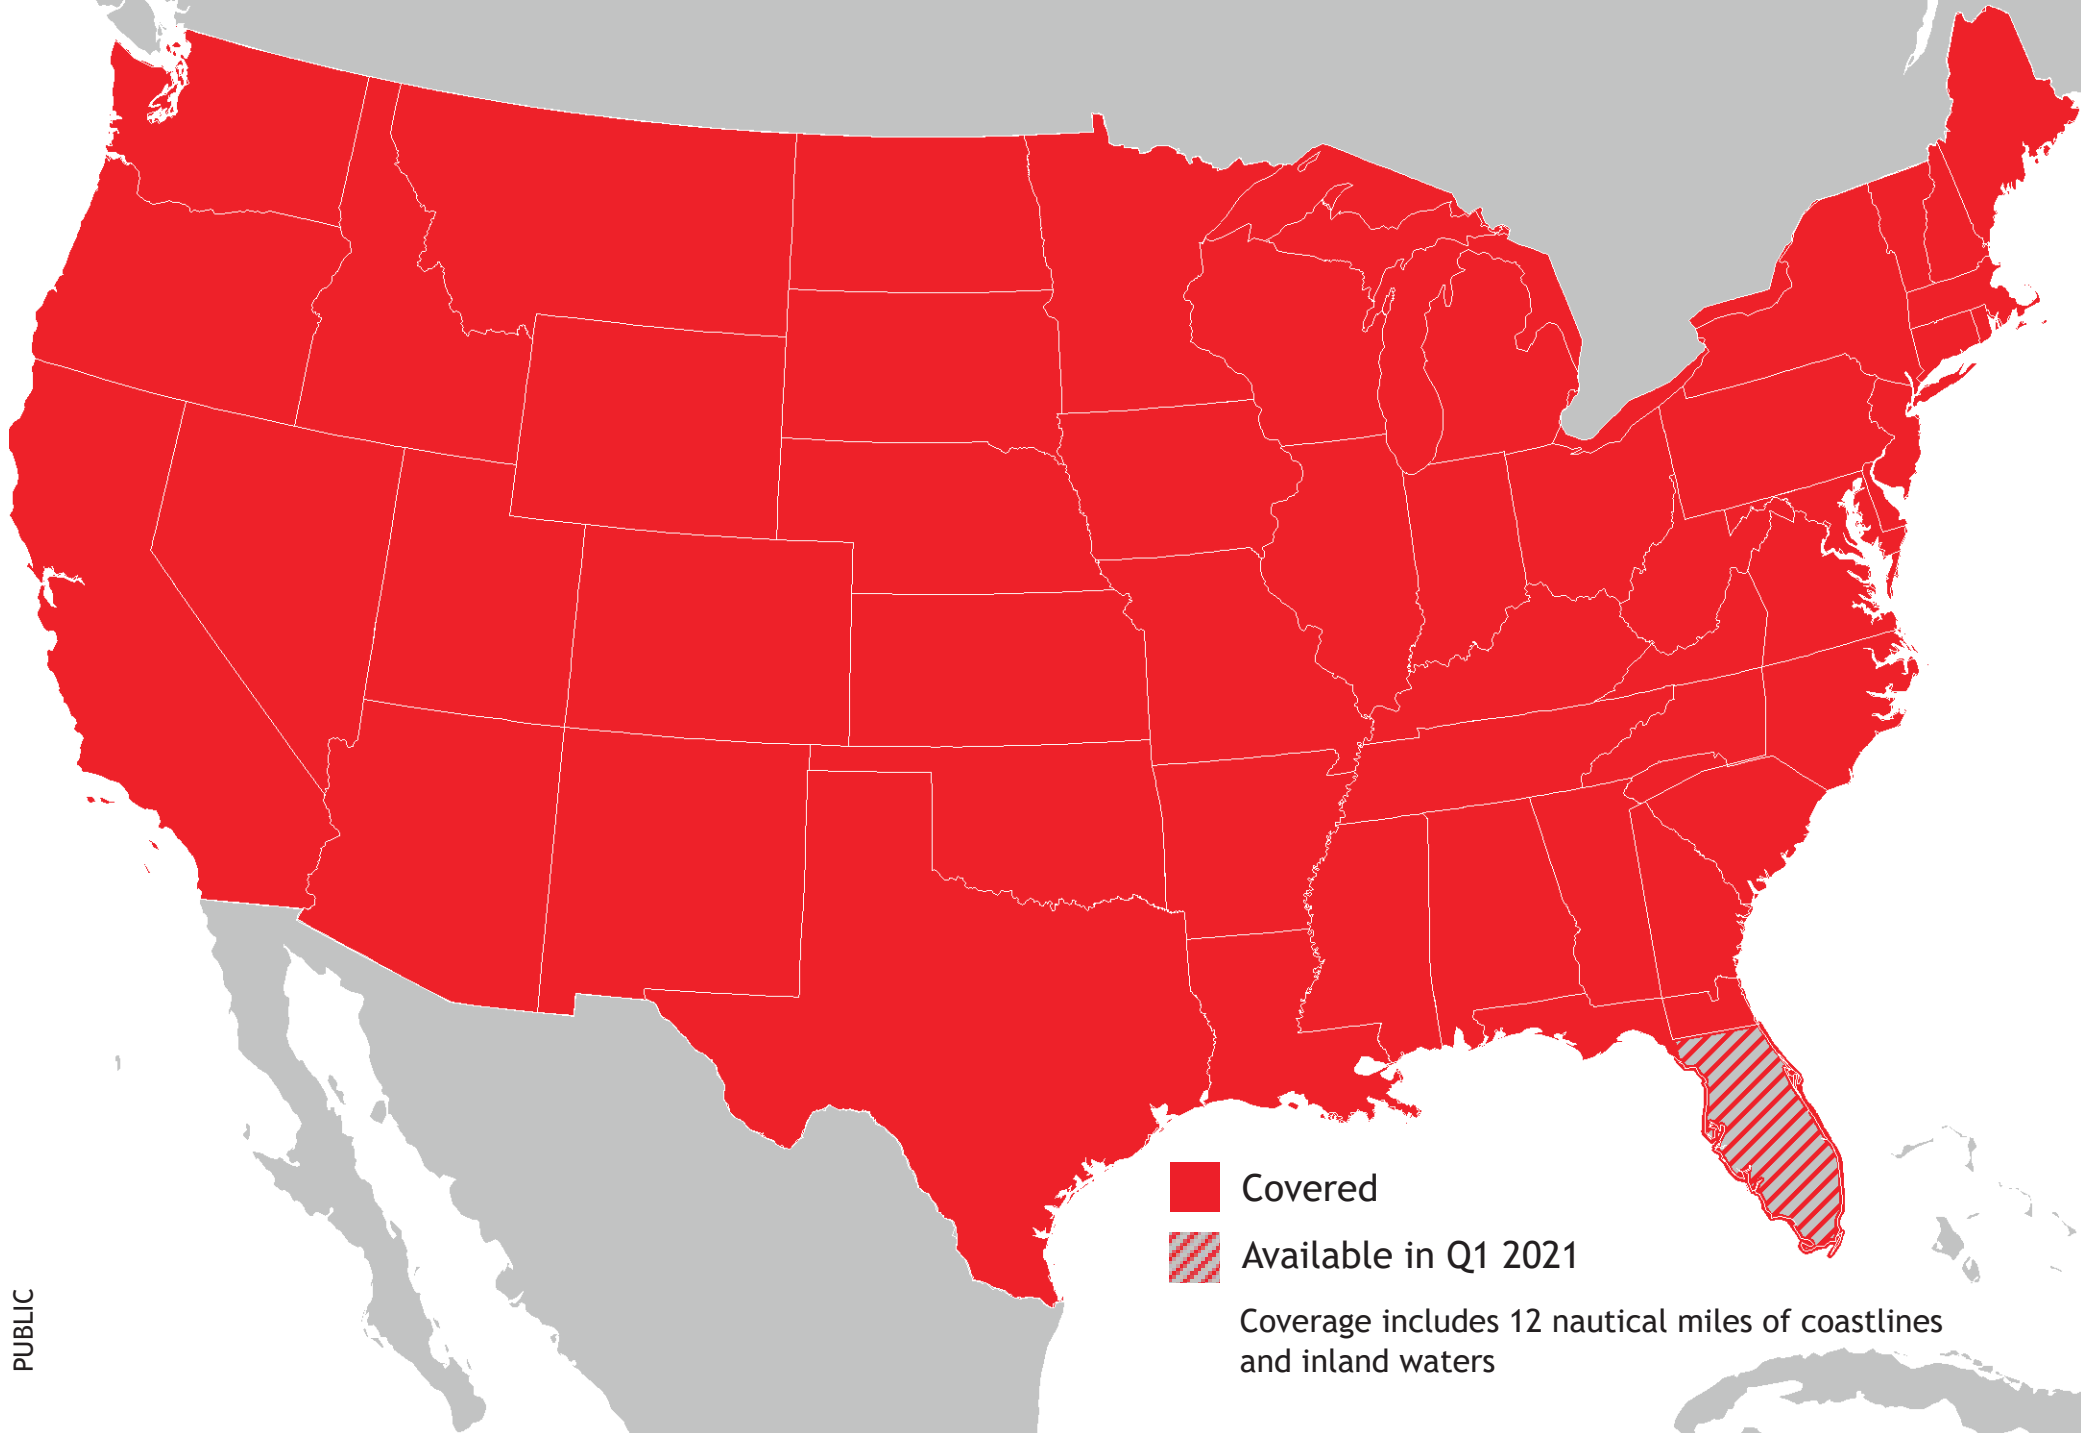 Covered
Available in Q1 2021
Coverage includes 12 nautical miles of coastlines
and inland waters
PUBLIC